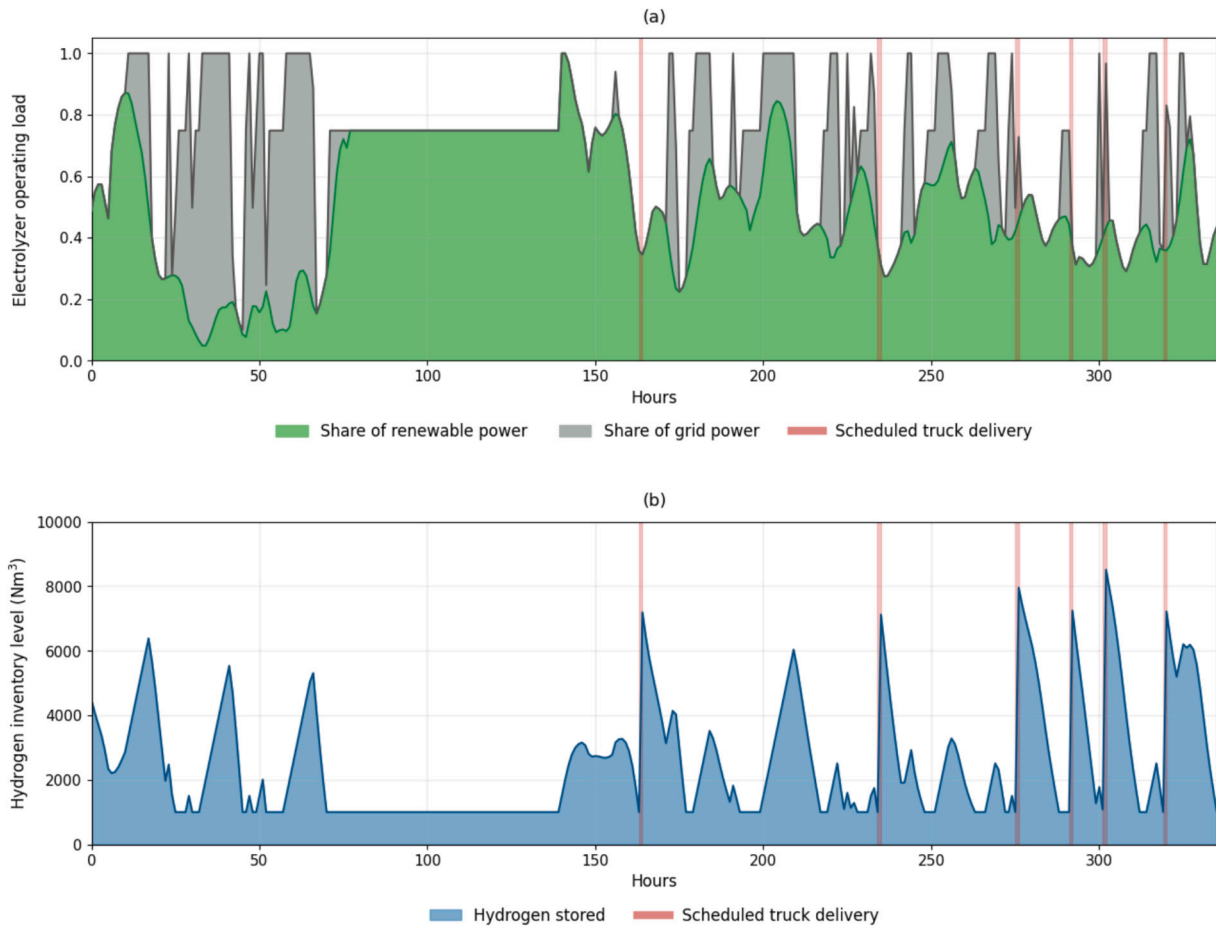 (a)
Electrolyzer operating load
1.0
0.8
0.6
0.4
0.2
0.0
0 50 100 150 200 250 300
Hours
Share of renewable power Share of grid power Scheduled truck delivery
(b)
Hydrogen inventory level (Nm³)
10000
8000
6000
4000
2000
0
0 50 100 150 200 250 300
Hours
Hydrogen stored Scheduled truck delivery